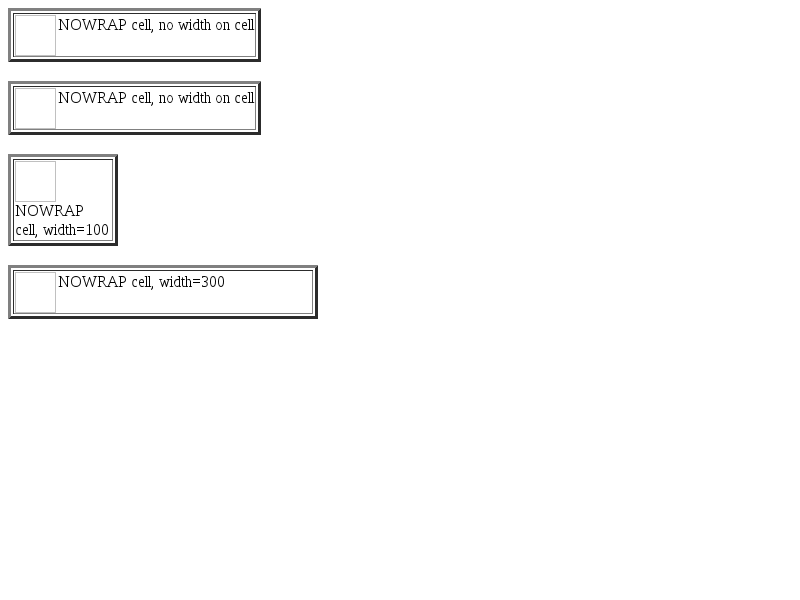 NOWRAP cell, no width on cell
NOWRAP cell, no width on cell
NOWRAP
cell, width=100
NOWRAP cell, width=300